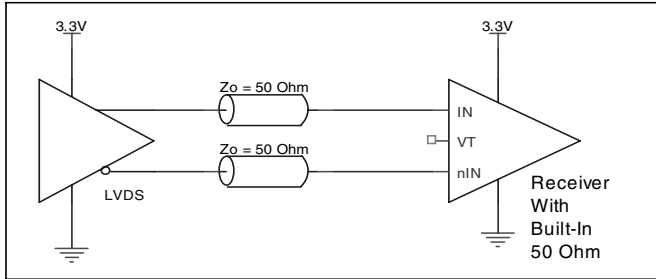 3.3V
3.3V
Zo = 50 Ohm
IN
VT
Zo = 50 Ohm
nIN
LVDS
Receiver
With
Built-In
50 Ohm